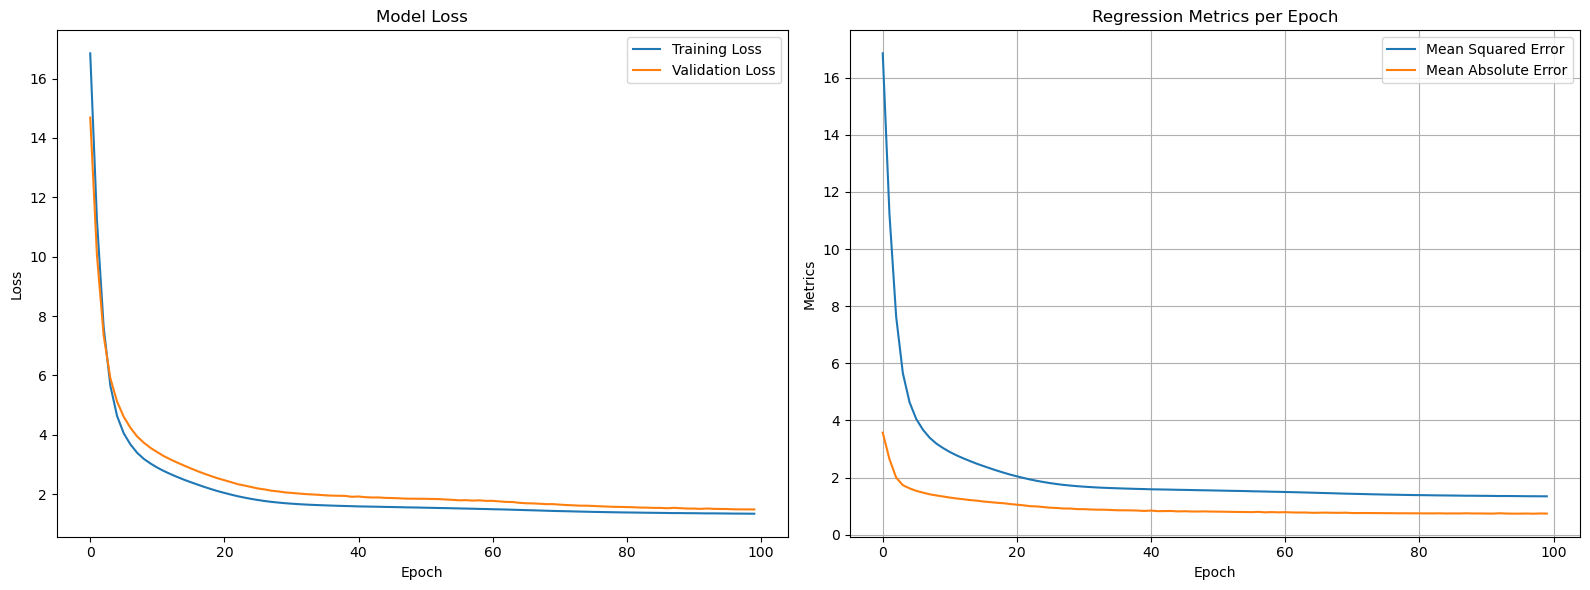 Model Loss
Training Loss
Validation Loss
Loss
16
14
12
10
8
6
4
2
0
20
40
60
80
100
Epoch
Regression Metrics per Epoch
Mean Squared Error
Mean Absolute Error
Metrics
16
14
12
10
8
6
4
2
0
0
20
40
60
80
100
Epoch